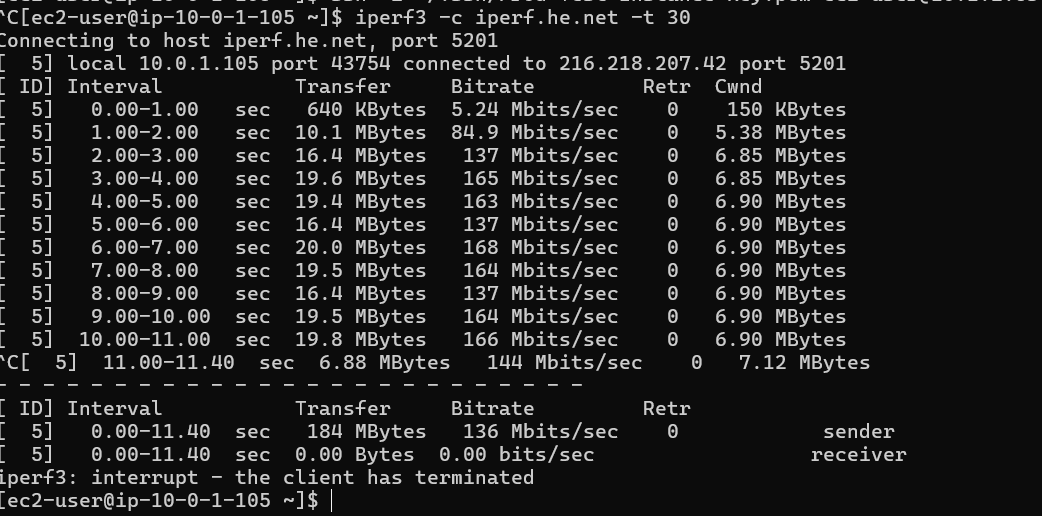 ^C[ec2-user@ip-10-0-1-105 ~]$ iperf3 -c iperf.he.net -t 30
Connecting to host iperf.he.net, port 5201
[  5] local 10.0.1.105 port 43754 connected to 216.218.207.42 port 5201
[ ID] Interval           Transfer     Bitrate         Retr  Cwnd
[  5]   0.00-1.00   sec   640 KBytes  5.24 Mbits/sec    0    150 KBytes
[  5]   1.00-2.00   sec  10.1 MBytes  84.9 Mbits/sec    0   5.38 MBytes
[  5]   2.00-3.00   sec  16.4 MBytes   137 Mbits/sec    0   6.85 MBytes
[  5]   3.00-4.00   sec  19.6 MBytes   165 Mbits/sec    0   6.85 MBytes
[  5]   4.00-5.00   sec  19.4 MBytes   163 Mbits/sec    0   6.90 MBytes
[  5]   5.00-6.00   sec  16.4 MBytes   137 Mbits/sec    0   6.90 MBytes
[  5]   6.00-7.00   sec  20.0 MBytes   168 Mbits/sec    0   6.90 MBytes
[  5]   7.00-8.00   sec  19.5 MBytes   164 Mbits/sec    0   6.90 MBytes
[  5]   8.00-9.00   sec  16.4 MBytes   137 Mbits/sec    0   6.90 MBytes
[  5]   9.00-10.00  sec  19.5 MBytes   164 Mbits/sec    0   6.90 MBytes
[  5]  10.00-11.00  sec  19.8 MBytes   166 Mbits/sec    0   6.90 MBytes
^C[  5]  11.00-11.40  sec  6.88 MBytes   144 Mbits/sec    0   7.12 MBytes
- - - - - - - - - - - - - - - - - - - - - - - - -
[ ID] Interval           Transfer     Bitrate         Retr
[  5]   0.00-11.40  sec   184 MBytes   136 Mbits/sec    0            sender
[  5]   0.00-11.40  sec  0.00 Bytes  0.00 bits/sec                  receiver
iperf3: interrupt - the client has terminated
[ec2-user@ip-10-0-1-105 ~]$